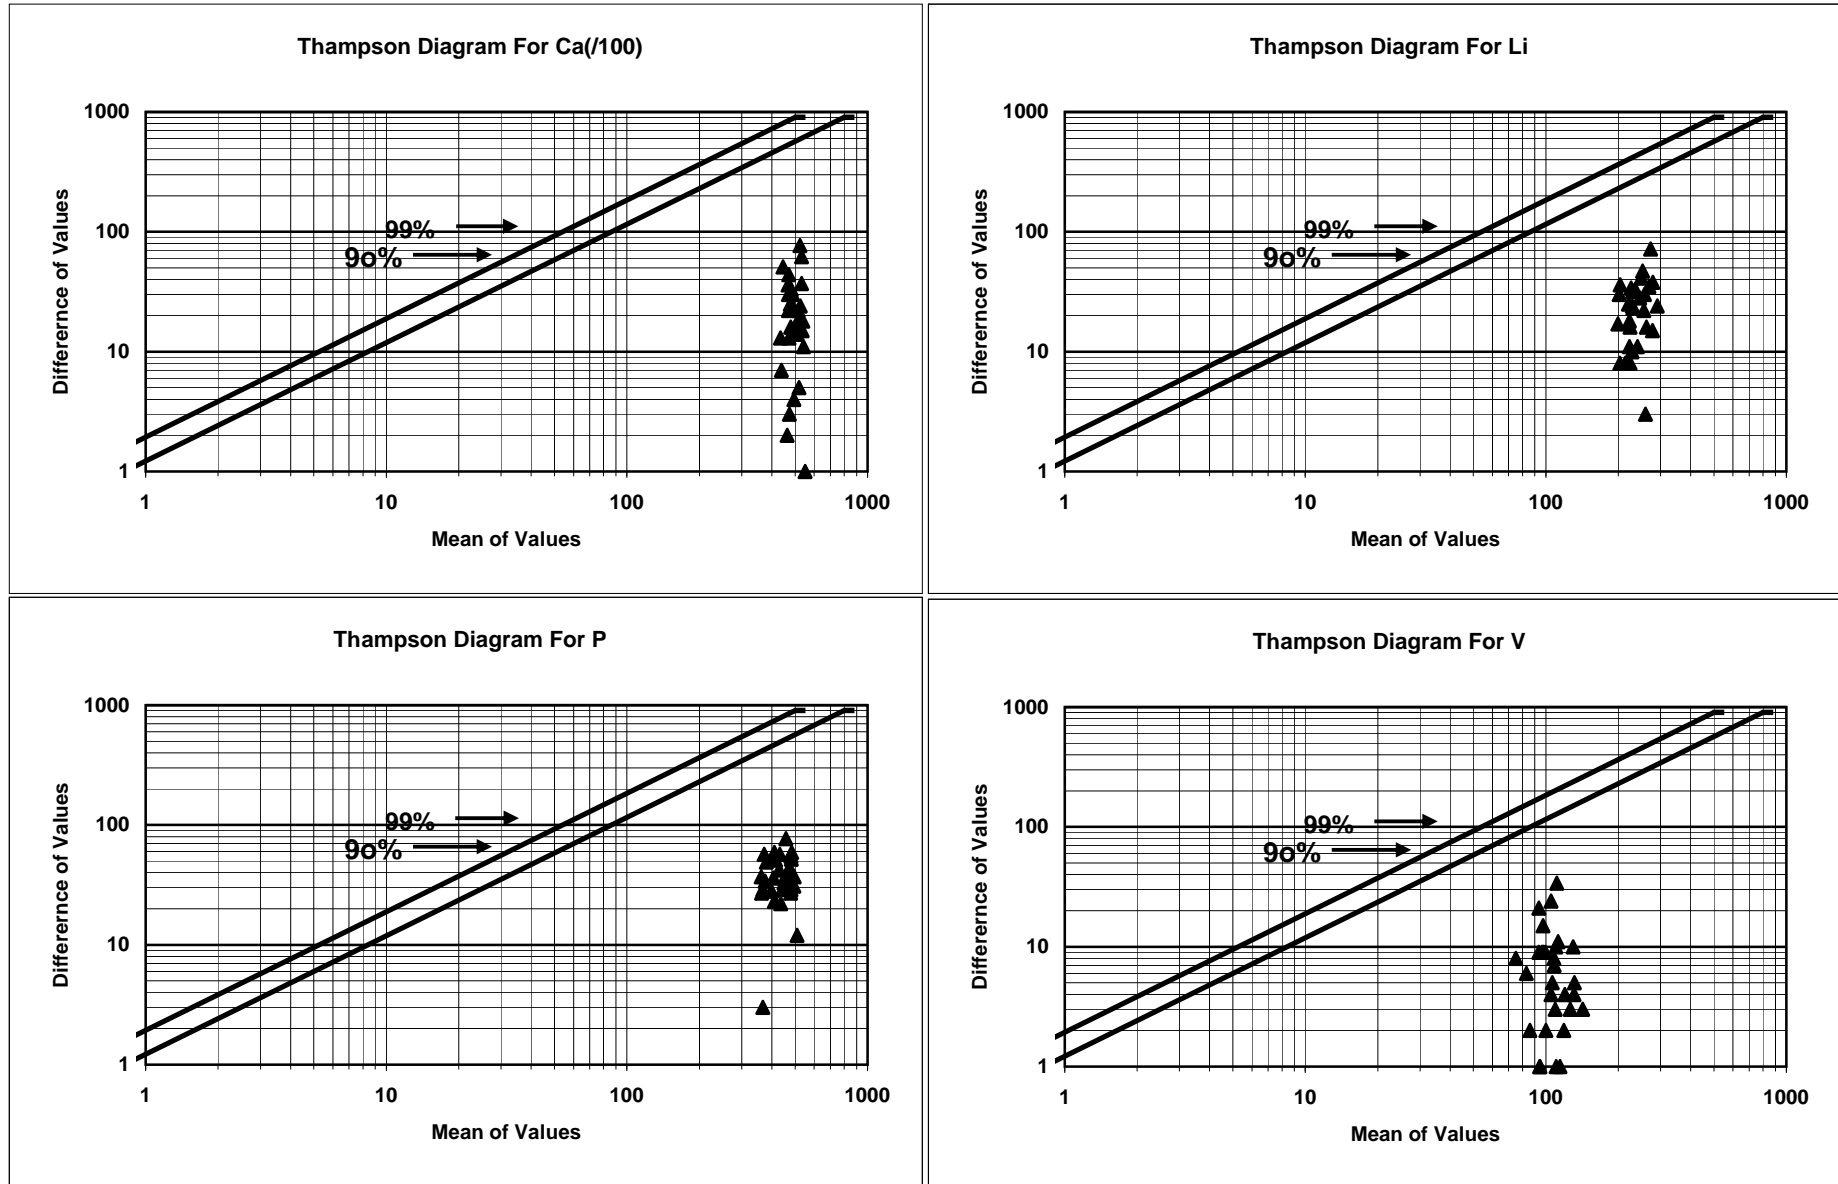 Thampson Diagram For Ca(/100)
1000
100
10
1
1
10
100
1000
99%
9o%
Differernce of Values
Mean of Values
Thampson Diagram For Li
1000
100
10
1
1
10
100
1000
99%
9o%
Differernce of Values
Mean of Values
Thampson Diagram For P
1000
100
10
1
1
10
100
1000
99%
9o%
Differernce of Values
Mean of Values
Thampson Diagram For V
1000
100
10
1
1
10
100
1000
99%
9o%
Differernce of Values
Mean of Values